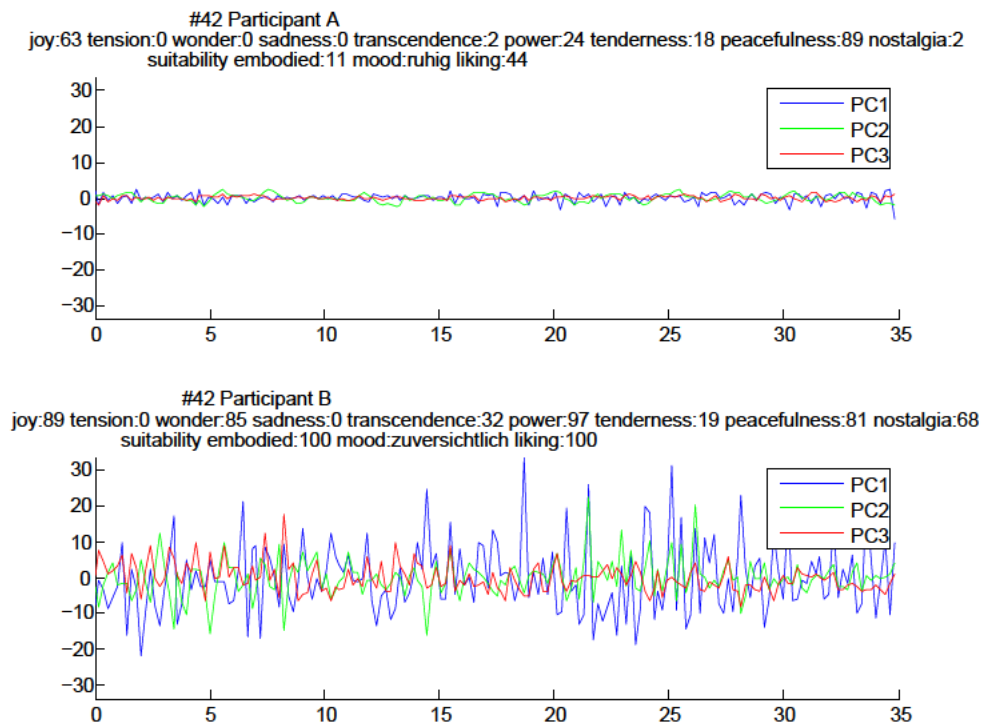 #42 Participant A
joy:63 tension:0 wonder:0 sadness:0 transcendence:2 power:24 tenderness:18 peacefulness:89 nostalgia:2
suitability embodied:11 mood:ruhig liking:44
30
20
10
0
−10
−20
−30
PC1
PC2
PC3
0 5 10 15 20 25 30 35
#42 Participant B
joy:89 tension:0 wonder:85 sadness:0 transcendence:32 power:97 tenderness:19 peacefulness:81 nostalgia:68
suitability embodied:100 mood:zuversichtlich liking:100
30
20
10
0
−10
−20
−30
PC1
PC2
PC3
0 5 10 15 20 25 30 35